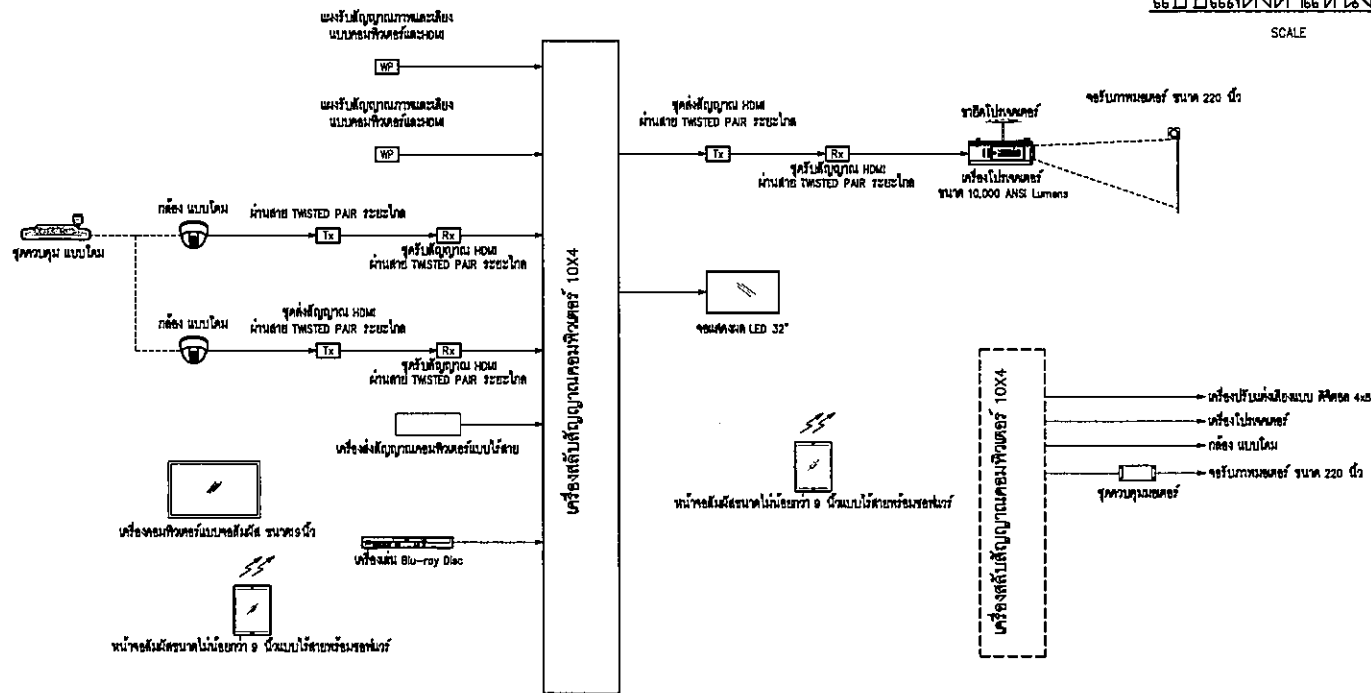 SCALE
แผงรับสัญญาณภาพและเสียง
แบบคอมพิวเตอร์และHDMI
WP
แผงรับสัญญาณภาพและเสียง
แบบคอมพิวเตอร์และHDMI
WP
ชุดส่งสัญญาณ HDMI
ผ่านสาย TWISTED PAIR ระยะไกล
Tx
Rx
ชุดรับสัญญาณ HDMI
ผ่านสาย TWISTED PAIR ระยะไกล
ขายึดโปรเจคเตอร์
เครื่องโปรเจคเตอร์
ขนาด 10,000 ANSI Lumens
จอรับภาพมอเตอร์ ขนาด 220 นิ้ว
ชุดควบคุม แบบโดม
กล้อง แบบโดม
ผ่านสาย TWISTED PAIR ระยะไกล
Tx
Rx
ชุดรับสัญญาณ HDMI
ผ่านสาย TWISTED PAIR ระยะไกล
กล้อง แบบโดม
ชุดส่งสัญญาณ HDMI
ผ่านสาย TWISTED PAIR ระยะไกล
Tx
Rx
ชุดรับสัญญาณ HDMI
ผ่านสาย TWISTED PAIR ระยะไกล
เครื่องส่งสัญญาณคอมพิวเตอร์แบบไร้สาย
เครื่องคอมพิวเตอร์แบบจอสัมผัส
เครื่องเล่น Blu-ray Disc
หน้าจอสัมผัสขนาดไม่น้อยกว่า 9 นิ้วแบบไร้สายพร้อมซอฟแวร์
เครื่องสลับสัญญาณคอมพิวเตอร์ 10X4
จอแสดงผล LED 32"
หน้าจอสัมผัสขนาดไม่น้อยกว่า 9 นิ้วแบบไร้สายพร้อมซอฟแวร์
เครื่องสลับสัญญาณคอมพิวเตอร์ 10X4
เครื่องปรับแต่งเสียงแบบ ดิจิตอล
เครื่องโปรเจคเตอร์
กล้อง แบบโดม
จอรับภาพมอเตอร์ ขนาด 220 นิ้ว
ชุดควบคุมมอเตอร์